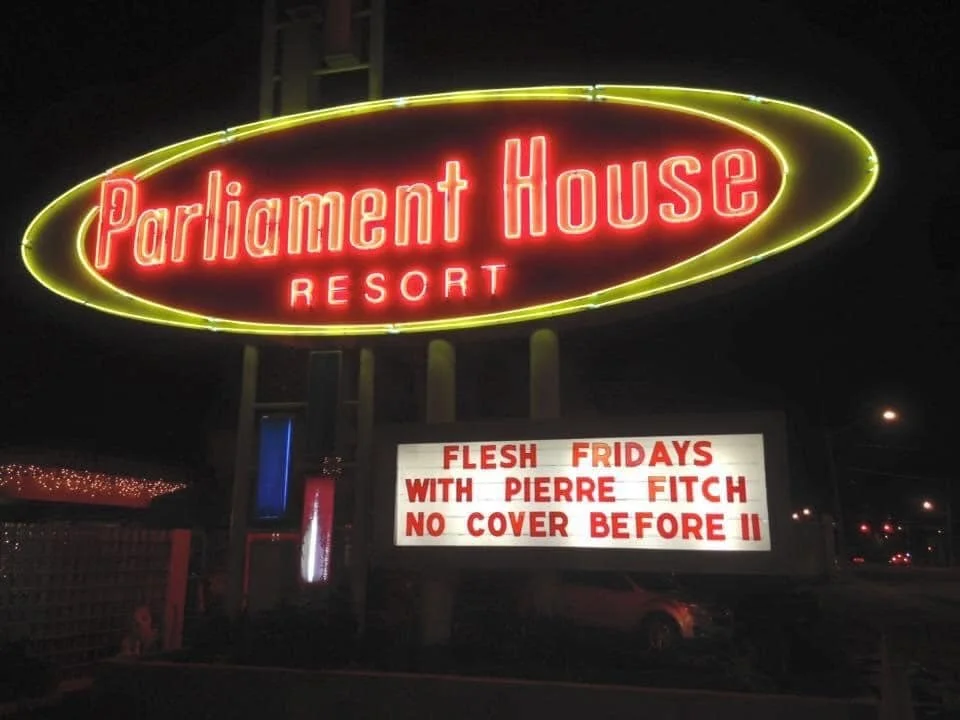 Parliament House
RESORT
FLESH FRIDAYS
WITH PIERRE FITCH
NO COVER BEFORE 11